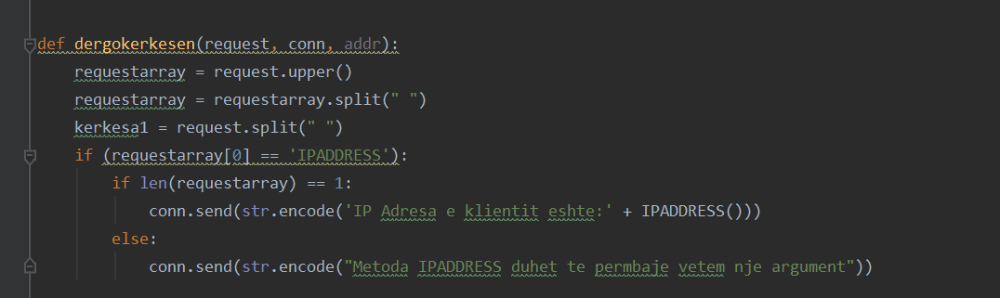 def dergokerkesen(request, conn, addr):
    requestarray = request.upper()
    requestarray = requestarray.split(" ")
    kerkesa1 = request.split(" ")
    if (requestarray[0] == 'IPADDRESS'):
        if len(requestarray) == 1:
            conn.send(str.encode('IP Adresa e klientit eshte:' + IPADDRESS()))
        else:
            conn.send(str.encode("Metoda IPADDRESS duhet te permbaje vetem nje argument"))